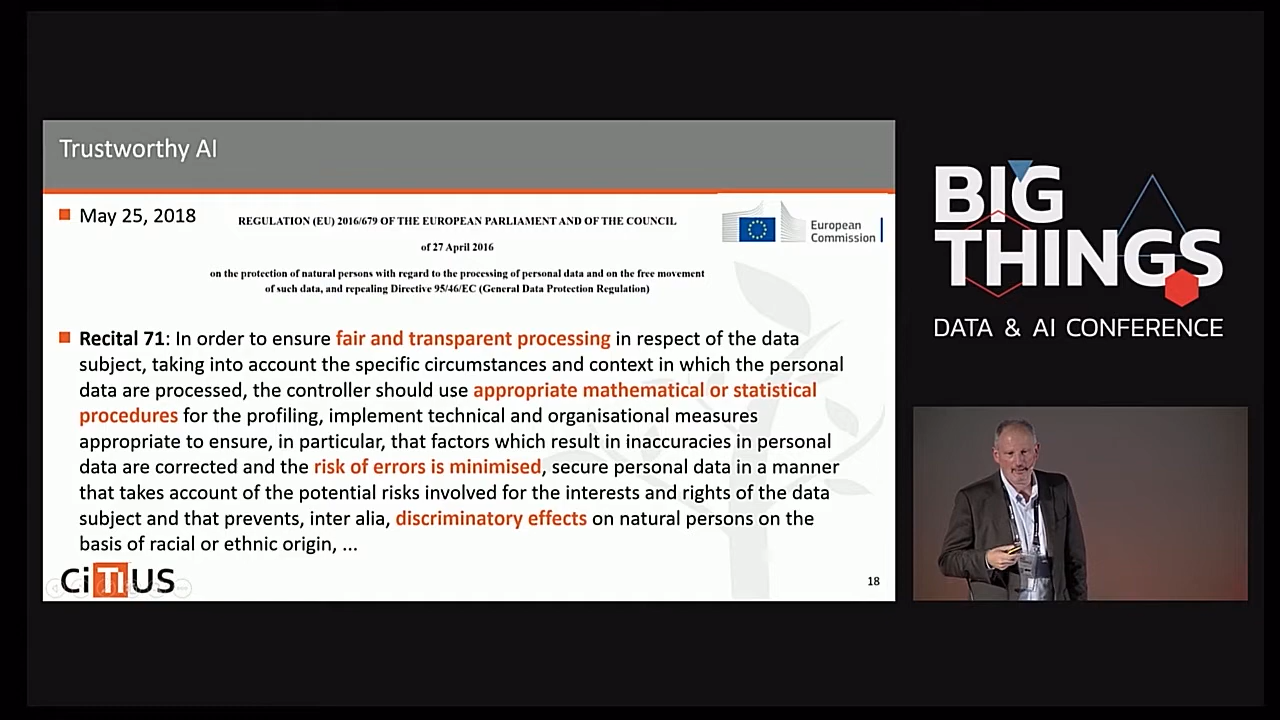 Trustworthy AI
May 25, 2018
REGULATION (EU) 2016/679 OF THE EUROPEAN PARLIAMENT AND OF THE COUNCIL
of 27 April 2016
on the protection of natural persons with regard to the processing of personal data and on the free movement
of such data, and repealing Directive 95/46/EC (General Data Protection Regulation)
European
Commission
Recital 71: In order to ensure fair and transparent processing in respect of the data
subject, taking into account the specific circumstances and context in which the personal
data are processed, the controller should use appropriate mathematical or statistical
procedures for the profiling, implement technical and organisational measures
appropriate to ensure, in particular, that factors which result in inaccuracies in personal
data are corrected and the risk of errors is minimised, secure personal data in a manner
that takes account of the potential risks involved for the interests and rights of the data
subject and that prevents, inter alia, discriminatory effects on natural persons on the
basis of racial or ethnic origin, ...
CiTIUS
18
BIG
THINGS
DATA & AI CONFERENCE